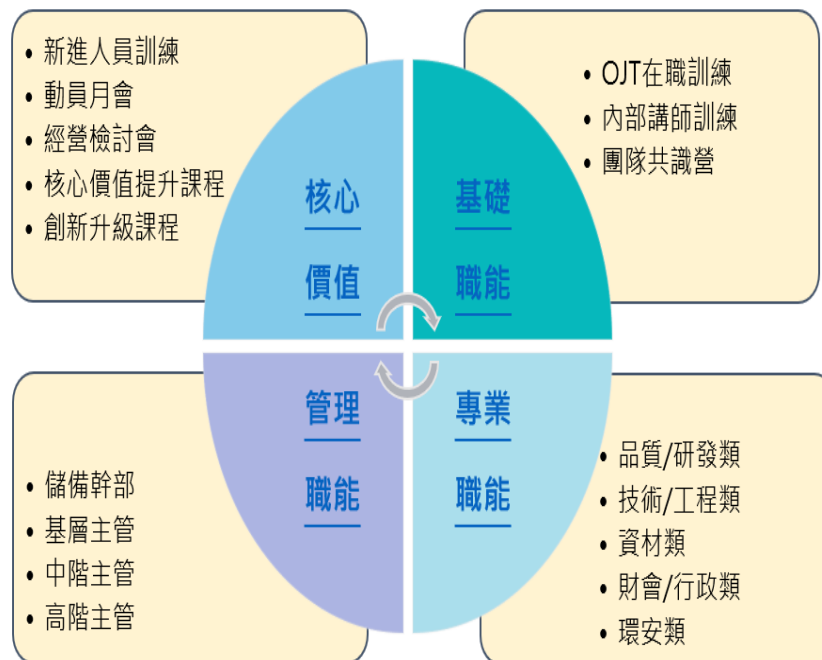 • 新進人員訓練
• 動員月會
• 經營檢討會
• 核心價值提升課程
• 創新升級課程
核心
價值
基礎
職能
• OJT在職訓練
• 內部講師訓練
• 團隊共識營
• 儲備幹部
• 基層主管
• 中階主管
• 高階主管
管理
職能
專業
職能
• 品質/研發類
• 技術/工程類
• 資材類
• 財會/行政類
• 環安類